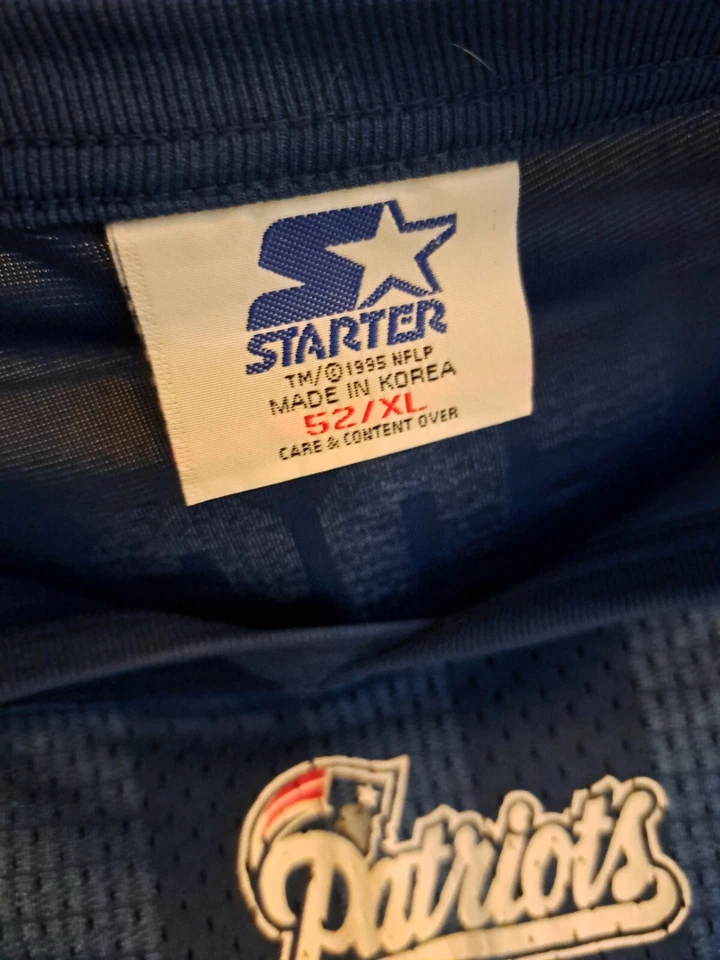 STARTER
TM/©1995 NFLP
MADE IN KOREA
52/XL
CARE & CONTENT OVER
Patriots